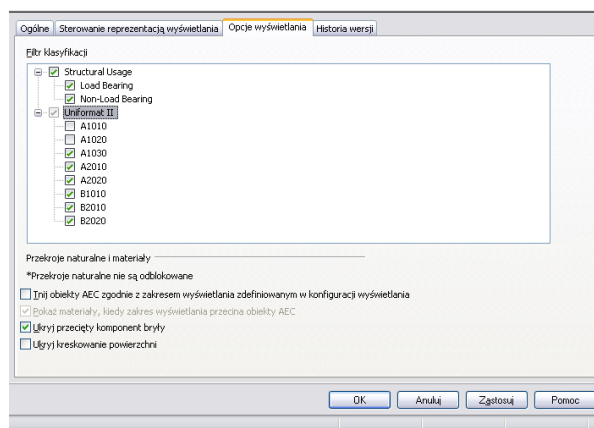 Ogólne Sterowanie reprezentacją wyświetlania Opcje wyświetlania Historia wersji
Filtr klasyfikacji
Structural Usage
Load Bearing
Non-Load Bearing
Uniformat II
A1010
A1020
A1030
A2010
A2020
B1010
B2010
B2020
Przekroje naturalne i materiały
*Przekroje naturalne nie są odblokowane
Tnij obiekty AEC zgodnie z zakresem wyświetlania zdefiniowanym w konfiguracji wyświetlania
Pokaż materiały, kiedy zakres wyświetlania przecina obiekty AEC
Ukryj przecięty komponent bryły
Ukryj kreskowanie powierzchni
OK Anuluj Zastosuj Pomoc